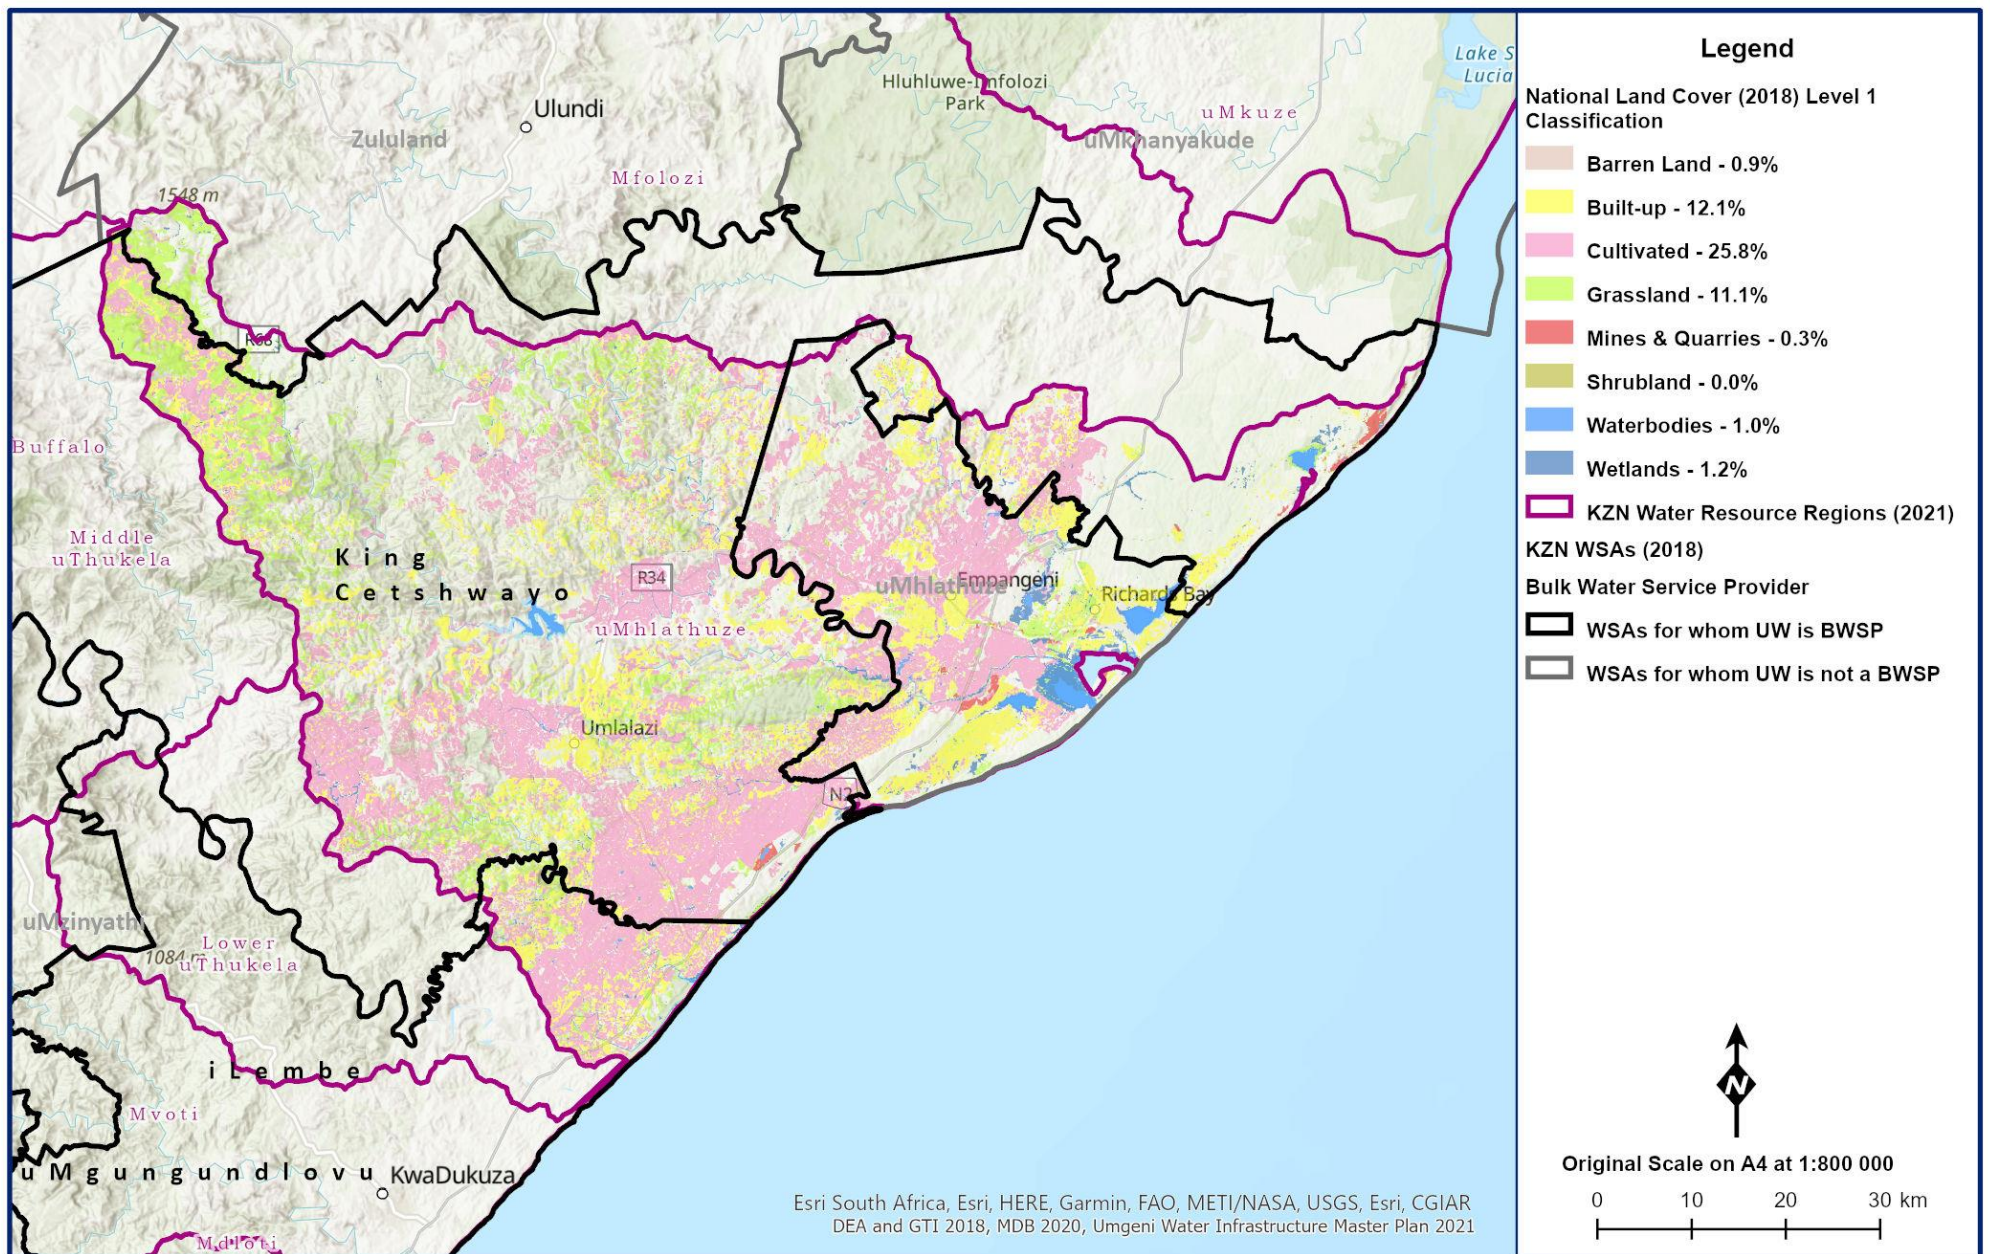 Lake S
Lucia
Hluhluwe-Imfolozi
Park
Ulundi
uMkuze
Zululand
uMkhanyakude
Mfolozi
1548 m
R68
Buffalo
Middle
uThukela
King
Cetshwayo
R34
uMhlathuze
Empangeni
Richards Bay
uMhlathuze
Umlalazi
N2
uMzinyathi
Lower
uThukela
1084 m
iLembe
Mvoti
uMgungundlovu
KwaDukuza
Mdloti
Esri South Africa, Esri, HERE, Garmin, FAO, METI/NASA, USGS, Esri, CGIAR
DEA and GTI 2018, MDB 2020, Umgeni Water Infrastructure Master Plan 2021
Legend
National Land Cover (2018) Level 1
Classification
Barren Land - 0.9%
Built-up - 12.1%
Cultivated - 25.8%
Grassland - 11.1%
Mines & Quarries - 0.3%
Shrubland - 0.0%
Waterbodies - 1.0%
Wetlands - 1.2%
KZN Water Resource Regions (2021)
KZN WSAs (2018)
Bulk Water Service Provider
WSAs for whom UW is BWSP
WSAs for whom UW is not a BWSP
N
Original Scale on A4 at 1:800 000
0 10 20 30 km